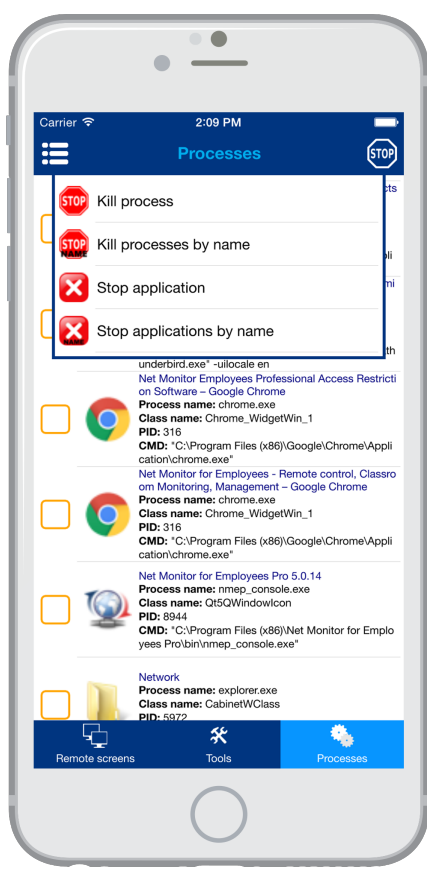 Carrier
2:09 PM
Processes
STOP
cts
STOP Kill process
STOP NAME Kill processes by name
pli
Stop application
mi
NAME Stop applications by name
th
underbird.exe" -uilocale en
Net Monitor Employees Professional Access Restricti
on Software – Google Chrome
Process name: chrome.exe
Class name: Chrome_WidgetWin_1
PID: 316
CMD: "C:\Program Files (x86)\Google\Chrome\Appli
cation\chrome.exe"
Net Monitor for Employees - Remote control, Classro
om Monitoring, Management – Google Chrome
Process name: chrome.exe
Class name: Chrome_WidgetWin_1
PID: 316
CMD: "C:\Program Files (x86)\Google\Chrome\Appli
cation\chrome.exe"
Net Monitor for Employees Pro 5.0.14
Process name: nmep_console.exe
Class name: Qt5QWindowIcon
PID: 8944
CMD: "C:\Program Files (x86)\Net Monitor for Emplo
yees Pro\bin\nmep_console.exe"
Network
Process name: explorer.exe
Class name: CabinetWClass
PID: 5972
Remote screens
Tools
Processes